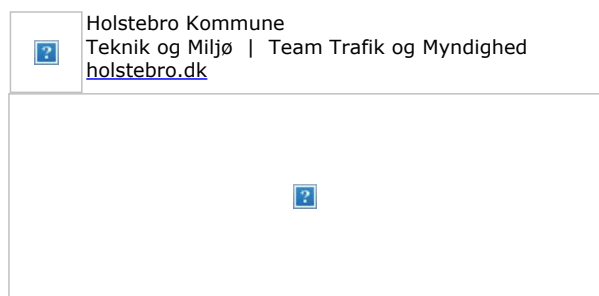 Holstebro Kommune
Teknik og Miljø | Team Trafik og Myndighed
holstebro.dk